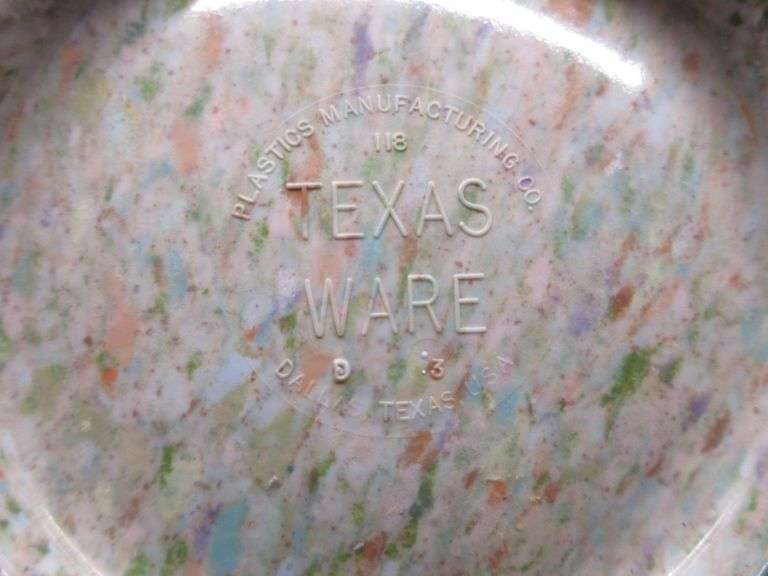 PLASTICS MANUFACTURING CO.
118
TEXAS
WARE
D 3
DALLAS, TEXAS USA